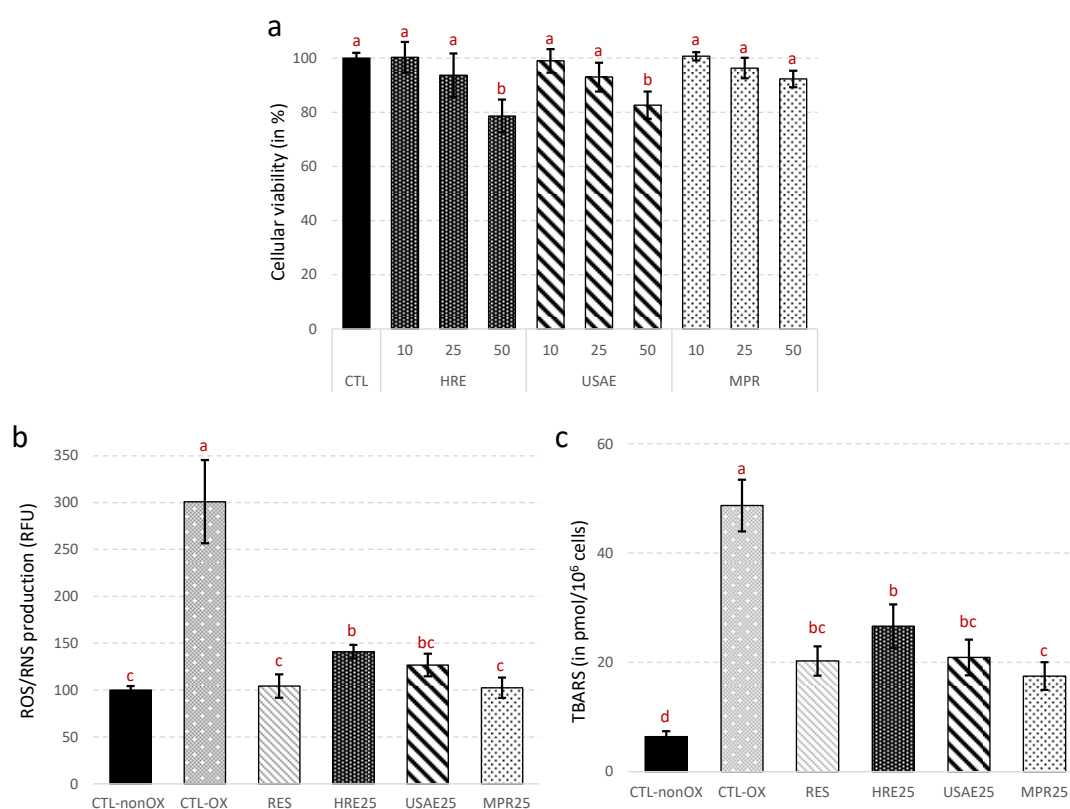 a
a a a a a a a a
b b
100
80
60
40
20
0
Cellular viability (in %)
10 25 50 10 25 50 10 25 50
CTL HRE USAE MPR
b
350
300
250
200
150
100
50
0
ROS/RNS production (RFU)
c a c b bc c
CTL-nonOX CTL-OX RES HRE25 USAE25 MPR25
c
60
40
20
0
TBARS (in pmol/10⁶ cells)
d a bc b bc c
CTL-nonOX CTL-OX RES HRE25 USAE25 MPR25